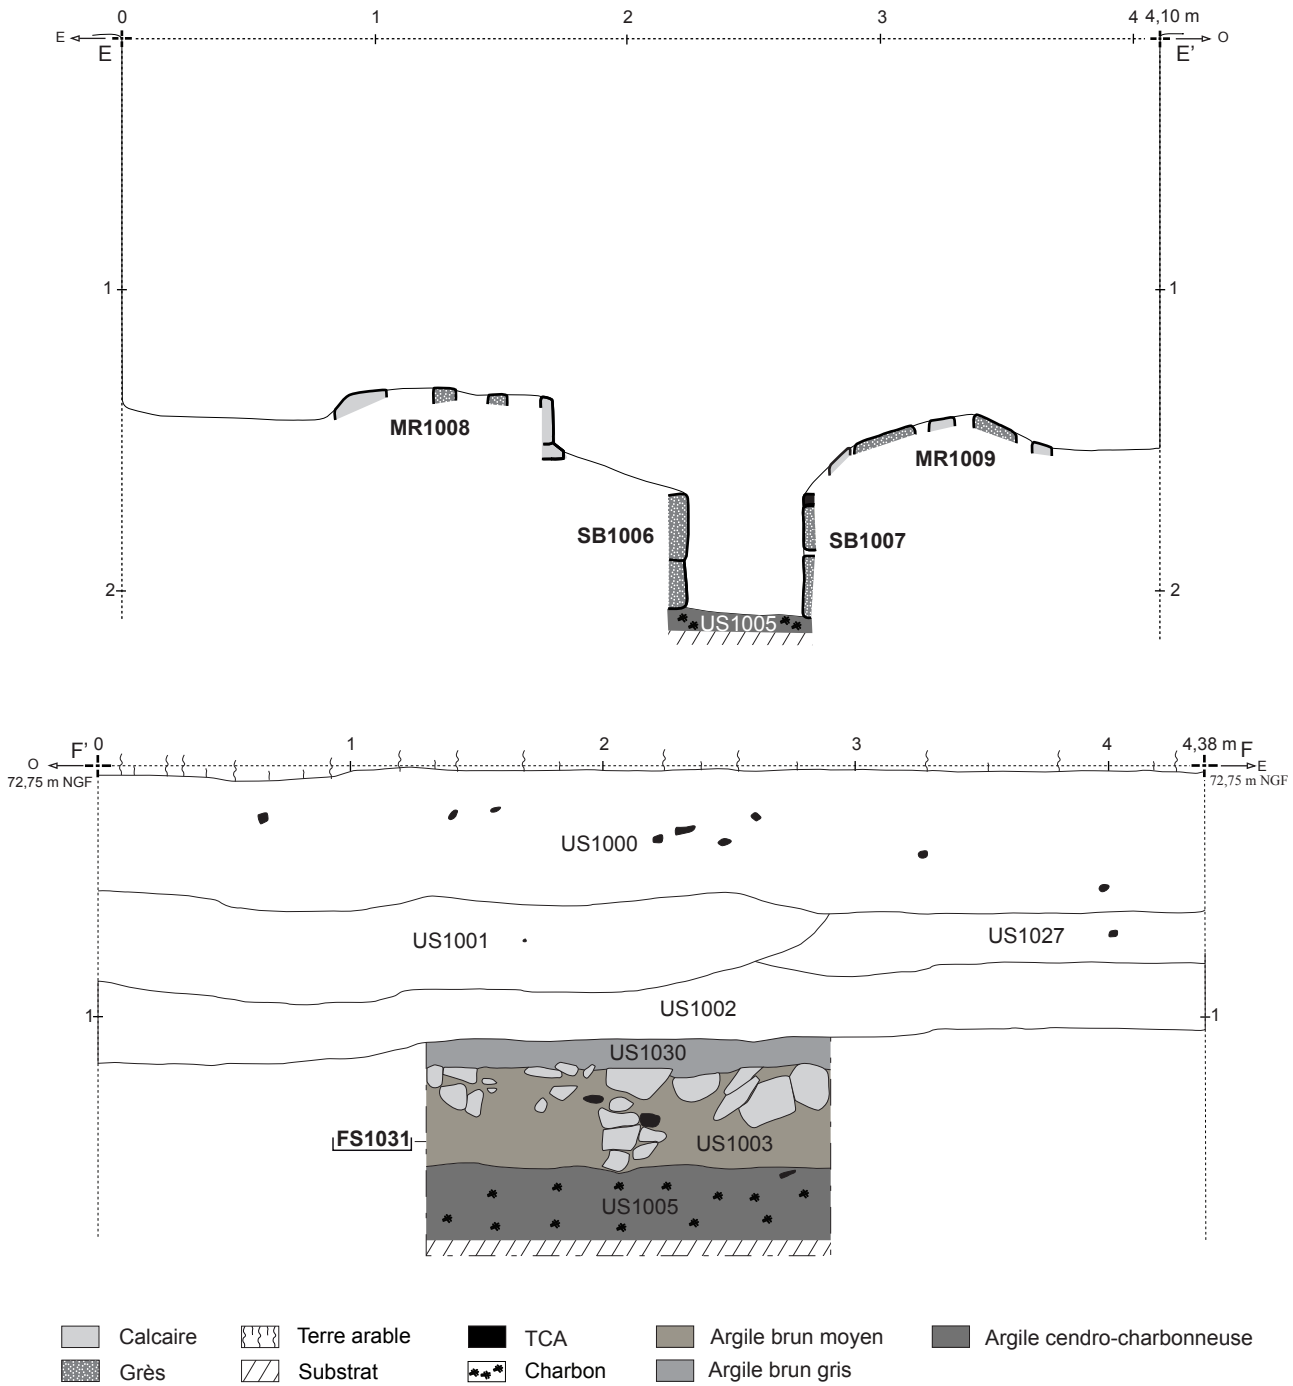 0 1 2 3 4 4,10 m
E O
E E'
1 1
MR1008
MR1009
SB1006 SB1007
2 2
US1005
F' 0 1 2 3 4 4,38 m F
O E
72,75 m NGF 72,75 m NGF
US1000
US1001 US1027
US1002
1 1
US1030
FS1031 US1003
US1005
Calcaire Terre arable TCA Argile brun moyen Argile cendro-charbonneuse
Grès Substrat Charbon Argile brun gris